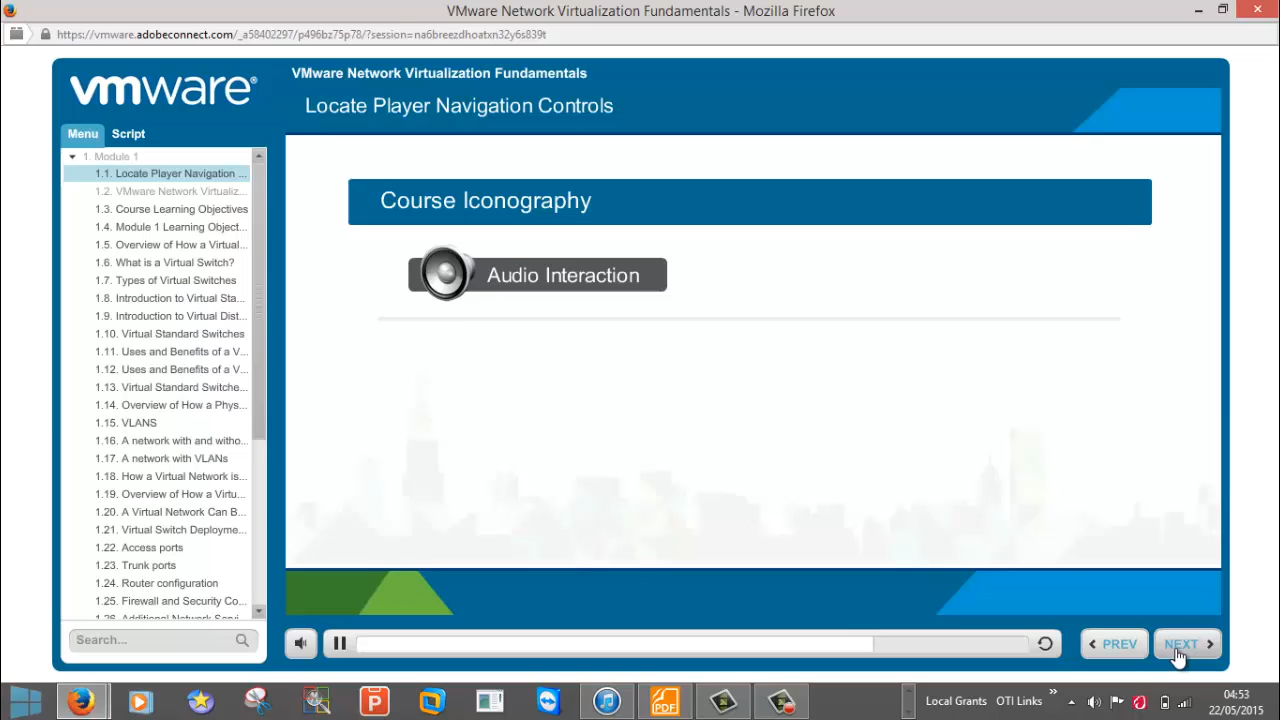 VMware Network Virtualization Fundamentals - Mozilla Firefox
https://vmware.adobeconnect.com/_a58402297/p496bz75p78/?session=na6breezdhoatxn32y6s839t
vmware®
VMware Network Virtualization Fundamentals
Locate Player Navigation Controls
Menu
Script
1. Module 1
1.1. Locate Player Navigation ...
1.2. VMware Network Virtualiz...
1.3. Course Learning Objectives
1.4. Module 1 Learning Object...
1.5. Overview of How a Virtual...
1.6. What is a Virtual Switch?
1.7. Types of Virtual Switches
1.8. Introduction to Virtual Sta...
1.9. Introduction to Virtual Dist...
1.10. Virtual Standard Switches
1.11. Uses and Benefits of a V...
1.12. Uses and Benefits of a V...
1.13. Virtual Standard Switche...
1.14. Overview of How a Phys...
1.15. VLANS
1.16. A network with and witho...
1.17. A network with VLANs
1.18. How a Virtual Network is...
1.19. Overview of How a Virtu...
1.20. A Virtual Network Can B...
1.21. Virtual Switch Deployme...
1.22. Access ports
1.23. Trunk ports
1.24. Router configuration
1.25. Firewall and Security Co...
1.26. Additional Network Servi...
Search...
Course Iconography
Audio Interaction
PREV
NEXT
Local Grants
OTI Links
04:53
22/05/2015